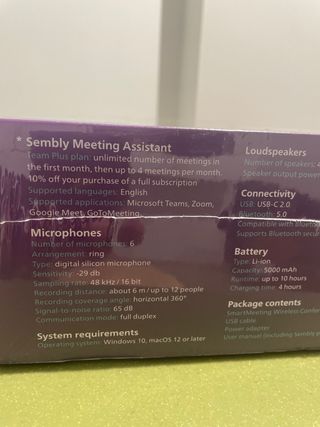 * Sembly Meeting Assistant
Team Plus plan: unlimited number of meetings in
the first month, then up to 4 meetings per month.
10% off your purchase of a full subscription
Supported languages: English
Supported applications: Microsoft Teams, Zoom,
Google Meet, GoToMeeting
Microphones
Number of microphones: 6
Arrangement: ring
Type: digital silicon microphone
Sensitivity: -29 db
Sampling rate: 48 kHz / 16 bit
Recording distance: about 6 m / up to 12 people
Recording coverage angle: horizontal 360°
Signal-to-noise ratio: 65 dB
Communication mode: full duplex
System requirements
Operating system: Windows 10, macOS 12 or later
Loudspeakers
Number of speakers:
Speaker output power
Connectivity
USB: USB-C 2.0
Bluetooth: 5.0
Compatible with
Supports Bluetooth
Battery
Type: Li-ion
Capacity: 5000 mAh
Runtime: up to 10 hours
Charging time: 4 hours
Package contents
SmartMeeting Wireless
USB cable
Power adapter
User manual (including Sembly